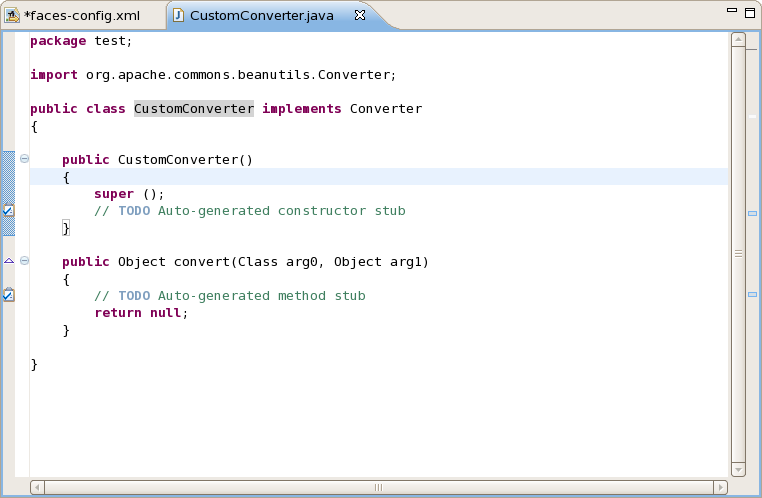 *faces-config.xml
CustomConverter.java
package test;
import org.apache.commons.beanutils.Converter;
public class CustomConverter implements Converter
{
public CustomConverter()
{
super ();
// TODO Auto-generated constructor stub
}
public Object convert(Class arg0, Object arg1)
{
// TODO Auto-generated method stub
return null;
}
}